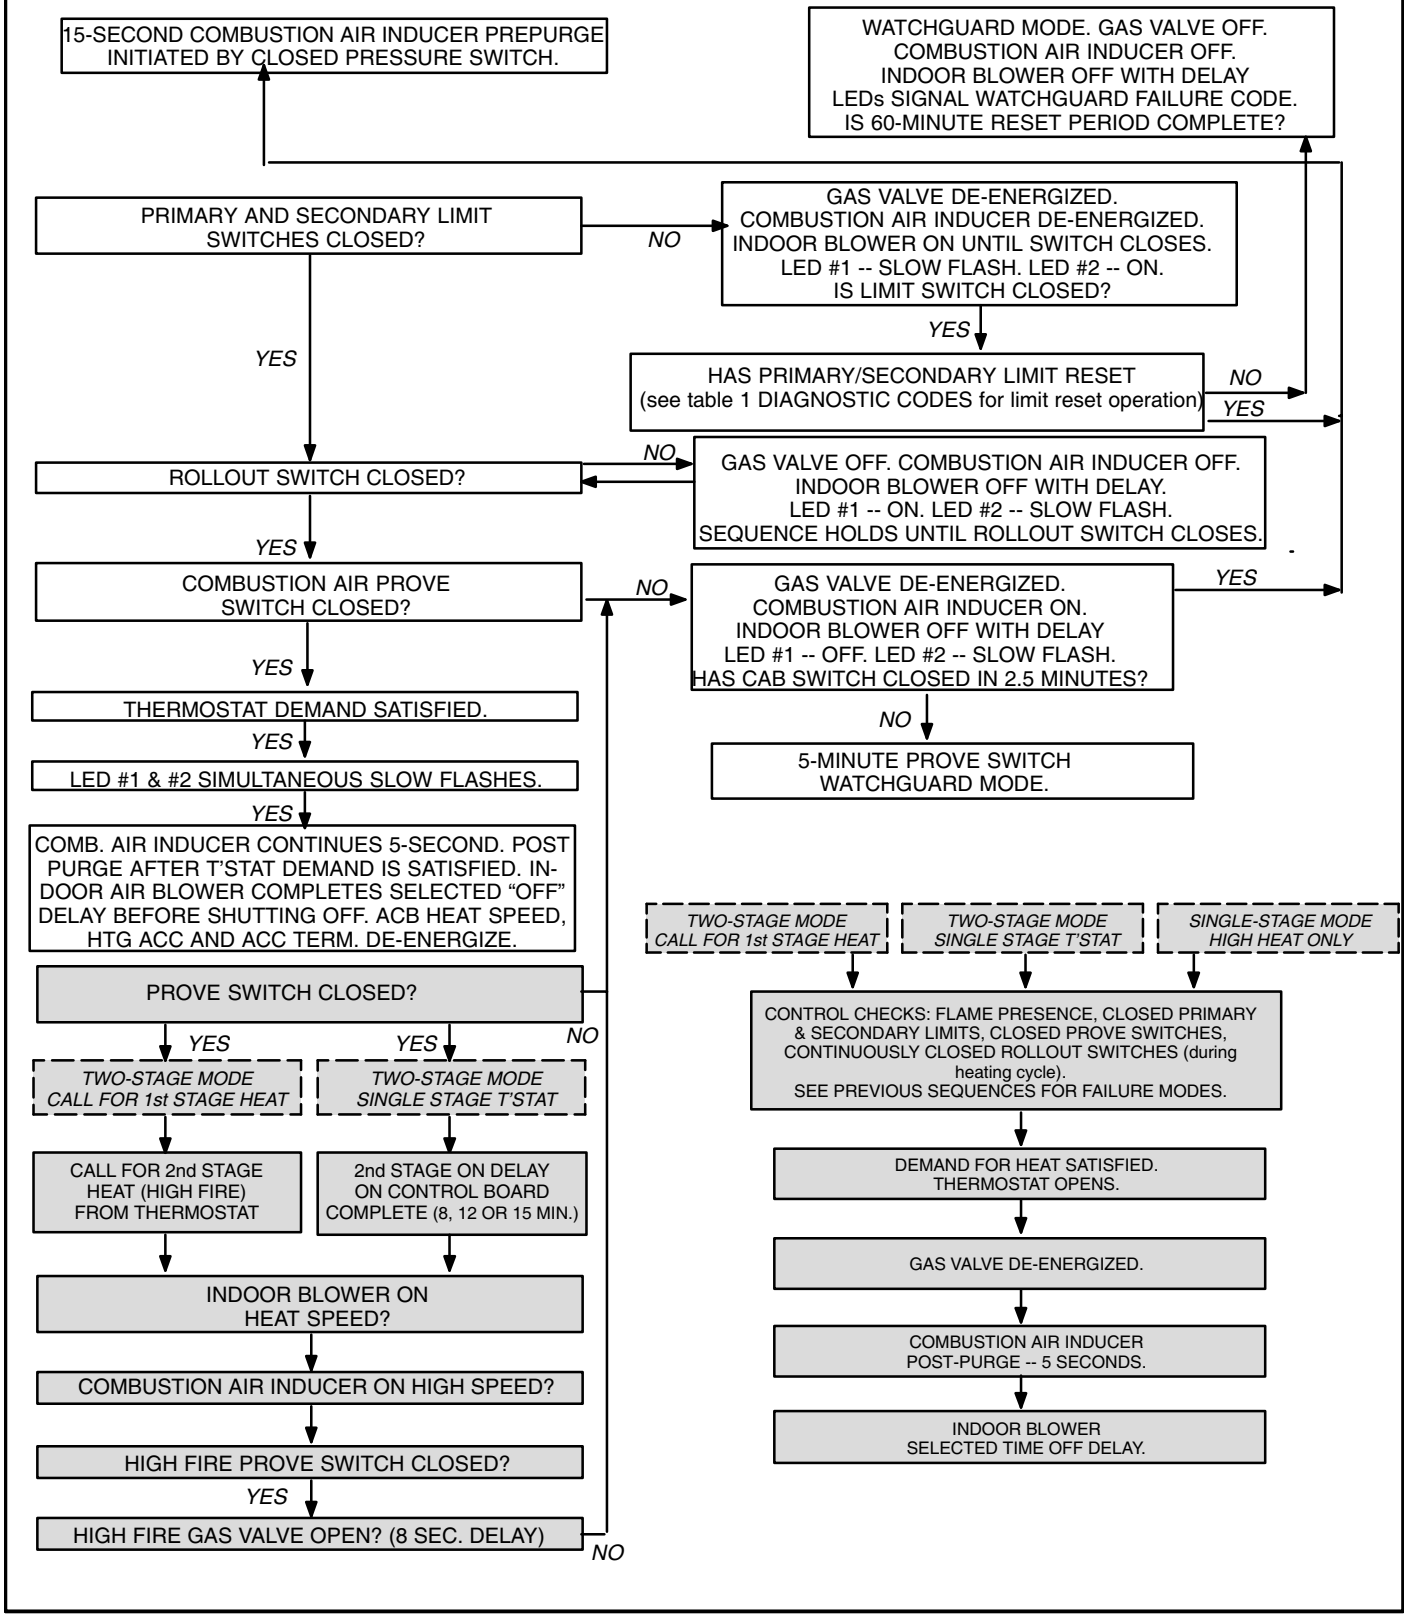 15-SECOND COMBUSTION AIR INDUCER PREPURGE
INITIATED BY CLOSED PRESSURE SWITCH.
WATCHGUARD MODE. GAS VALVE OFF.
COMBUSTION AIR INDUCER OFF.
INDOOR BLOWER OFF WITH DELAY
LEDs SIGNAL WATCHGUARD FAILURE CODE.
IS 60-MINUTE RESET PERIOD COMPLETE?
PRIMARY AND SECONDARY LIMIT
SWITCHES CLOSED?
NO
GAS VALVE DE-ENERGIZED.
COMBUSTION AIR INDUCER DE-ENERGIZED.
INDOOR BLOWER ON UNTIL SWITCH CLOSES.
LED #1 -- SLOW FLASH. LED #2 -- ON.
IS LIMIT SWITCH CLOSED?
YES
YES
HAS PRIMARY/SECONDARY LIMIT RESET
(see table 1 DIAGNOSTIC CODES for limit reset operation)
NO
YES
ROLLOUT SWITCH CLOSED?
NO
GAS VALVE OFF. COMBUSTION AIR INDUCER OFF.
INDOOR BLOWER OFF WITH DELAY.
LED #1 -- ON. LED #2 -- SLOW FLASH.
SEQUENCE HOLDS UNTIL ROLLOUT SWITCH CLOSES.
YES
COMBUSTION AIR PROVE
SWITCH CLOSED?
NO
GAS VALVE DE-ENERGIZED.
COMBUSTION AIR INDUCER ON.
INDOOR BLOWER OFF WITH DELAY
LED #1 -- OFF. LED #2 -- SLOW FLASH.
HAS CAB SWITCH CLOSED IN 2.5 MINUTES?
YES
YES
NO
THERMOSTAT DEMAND SATISFIED.
YES
5-MINUTE PROVE SWITCH
WATCHGUARD MODE.
LED #1 & #2 SIMULTANEOUS SLOW FLASHES.
YES
COMB. AIR INDUCER CONTINUES 5-SECOND. POST
PURGE AFTER T'STAT DEMAND IS SATISFIED. IN-
DOOR AIR BLOWER COMPLETES SELECTED “OFF”
DELAY BEFORE SHUTTING OFF. ACB HEAT SPEED,
HTG ACC AND ACC TERM. DE-ENERGIZE.
PROVE SWITCH CLOSED?
NO
YES
YES
TWO-STAGE MODE
CALL FOR 1st STAGE HEAT
TWO-STAGE MODE
SINGLE STAGE T'STAT
CALL FOR 2nd STAGE
HEAT (HIGH FIRE)
FROM THERMOSTAT
2nd STAGE ON DELAY
ON CONTROL BOARD
COMPLETE (8, 12 OR 15 MIN.)
INDOOR BLOWER ON
HEAT SPEED?
COMBUSTION AIR INDUCER ON HIGH SPEED?
HIGH FIRE PROVE SWITCH CLOSED?
YES
HIGH FIRE GAS VALVE OPEN? (8 SEC. DELAY)
NO
TWO-STAGE MODE
CALL FOR 1st STAGE HEAT
TWO-STAGE MODE
SINGLE STAGE T'STAT
SINGLE-STAGE MODE
HIGH HEAT ONLY
CONTROL CHECKS: FLAME PRESENCE, CLOSED PRIMARY
& SECONDARY LIMITS, CLOSED PROVE SWITCHES,
CONTINUOUSLY CLOSED ROLLOUT SWITCHES (during
heating cycle).
SEE PREVIOUS SEQUENCES FOR FAILURE MODES.
DEMAND FOR HEAT SATISFIED.
THERMOSTAT OPENS.
GAS VALVE DE-ENERGIZED.
COMBUSTION AIR INDUCER
POST-PURGE -- 5 SECONDS.
INDOOR BLOWER
SELECTED TIME OFF DELAY.